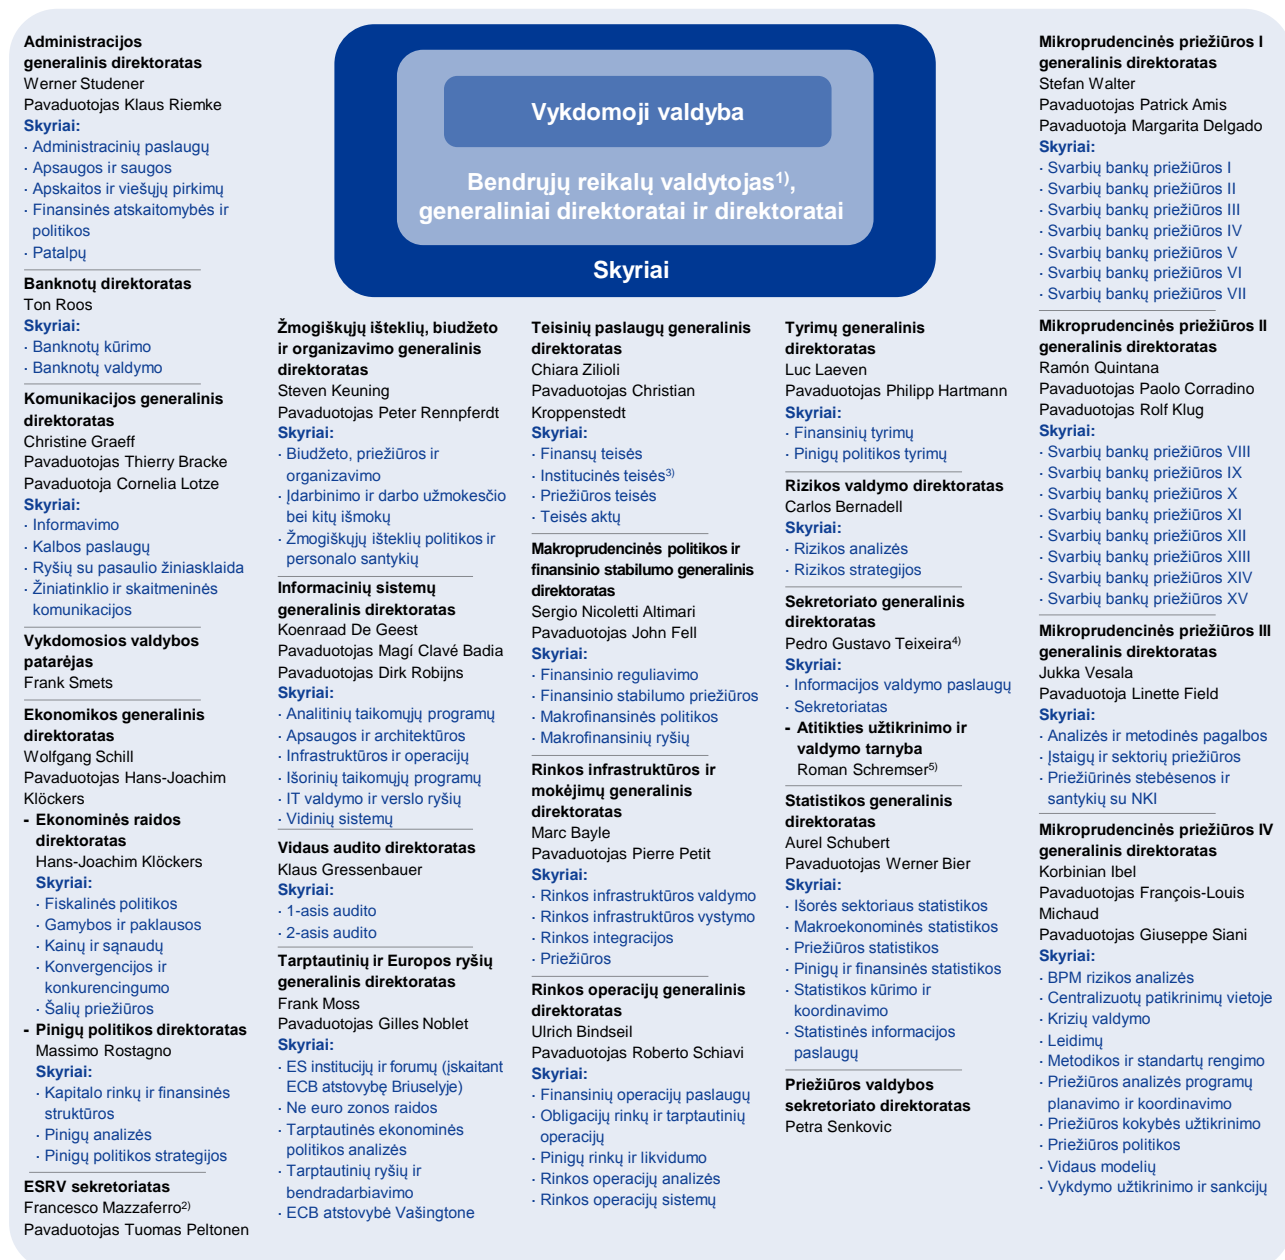 Administracijos
generalinis direktoratas
Werner Studener
Pavaduotojas Klaus Riemke
Skyriai:
· Administracinių paslaugų
· Apsaugos ir saugos
· Apskaitos ir viešųjų pirkimų
· Finansinės atskaitomybės ir
politikos
· Patalpų
Banknotų direktoratas
Ton Roos
Skyriai:
· Banknotų kūrimo
· Banknotų valdymo
Komunikacijos generalinis
direktoratas
Christine Graeff
Pavaduotojas Thierry Bracke
Pavaduotoja Cornelia Lotze
Skyriai:
· Informavimo
· Kalbos paslaugų
· Ryšių su pasaulio žiniasklaida
· Žiniatinklio ir skaitmeninės
komunikacijos
Vykdomosios valdybos
patarėjas
Frank Smets
Ekonomikos generalinis
direktoratas
Wolfgang Schill
Pavaduotojas Hans-Joachim
Klöckers
- Ekonominės raidos
direktoratas
Hans-Joachim Klöckers
Skyriai:
· Fiskalinės politikos
· Gamybos ir paklausos
· Kainų ir sąnaudų
· Konvergencijos ir
konkurencingumo
· Šalių priežiūros
- Pinigų politikos direktoratas
Massimo Rostagno
Skyriai:
· Kapitalo rinkų ir finansinės
struktūros
· Pinigų analizės
· Pinigų politikos strategijos
ESRV sekretoriatas
Francesco Mazzaferro2)
Pavaduotojas Tuomas Peltonen
Vykdomoji valdyba
Bendrųjų reikalų valdytojas1),
generaliniai direktoratai ir direktoratai
Skyriai
Žmogiškųjų išteklių, biudžeto
ir organizavimo generalinis
direktoratas
Steven Keuning
Pavaduotojas Peter Rennpferdt
Skyriai:
· Biudžeto, priežiūros ir
organizavimo
· Įdarbinimo ir darbo užmokesčio
bei kitų išmokų
· Žmogiškųjų išteklių politikos ir
personalo santykių
Informacinių sistemų
generalinis direktoratas
Koenraad De Geest
Pavaduotojas Magí Clavé Badia
Pavaduotojas Dirk Robijns
Skyriai:
· Analitinių taikomųjų programų
· Apsaugos ir architektūros
· Infrastruktūros ir operacijų
· Išorinių taikomųjų programų
· IT valdymo ir verslo ryšių
· Vidinių sistemų
Vidaus audito direktoratas
Klaus Gressenbauer
Skyriai:
· 1-asis audito
· 2-asis audito
Tarptautinių ir Europos ryšių
generalinis direktoratas
Frank Moss
Pavaduotojas Gilles Noblet
Skyriai:
· ES institucijų ir forumų (įskaitant
ECB atstovybę Briuselyje)
· Ne euro zonos raidos
· Tarptautinės ekonominės
politikos analizės
· Tarptautinių ryšių ir
bendradarbiavimo
· ECB atstovybė Vašingtone
Teisinių paslaugų generalinis
direktoratas
Chiara Zilioli
Pavaduotojas Christian
Kroppenstedt
Skyriai:
· Finansų teisės
· Institucinės teisės3)
· Priežiūros teisės
· Teisės aktų
Makroprudencinės politikos ir
finansinio stabilumo generalinis
direktoratas
Sergio Nicoletti Altimari
Pavaduotojas John Fell
Skyriai:
· Finansinio reguliavimo
· Finansinio stabilumo priežiūros
· Makrofinansinės politikos
· Makrofinansinių ryšių
Rinkos infrastruktūros ir
mokėjimų generalinis
direktoratas
Marc Bayle
Pavaduotojas Pierre Petit
Skyriai:
· Rinkos infrastruktūros valdymo
· Rinkos infrastruktūros vystymo
· Rinkos integracijos
· Priežiūros
Rinkos operacijų generalinis
direktoratas
Ulrich Bindseil
Pavaduotojas Roberto Schiavi
Skyriai:
· Finansinių operacijų paslaugų
· Obligacijų rinkų ir tarptautinių
operacijų
· Pinigų rinkų ir likvidumo
· Rinkos operacijų analizės
· Rinkos operacijų sistemų
Tyrimų generalinis
direktoratas
Luc Laeven
Pavaduotojas Philipp Hartmann
Skyriai:
· Finansinių tyrimų
· Pinigų politikos tyrimų
Rizikos valdymo direktoratas
Carlos Bernadell
Skyriai:
· Rizikos analizės
· Rizikos strategijos
Sekretoriato generalinis
direktoratas
Pedro Gustavo Teixeira4)
Skyriai:
· Informacijos valdymo paslaugų
· Sekretoriatas
- Atitikties užtikrinimo ir
valdymo tarnyba
Roman Schremser5)
Statistikos generalinis
direktoratas
Aurel Schubert
Pavaduotojas Werner Bier
Skyriai:
· Išorės sektoriaus statistikos
· Makroekonominės statistikos
· Priežiūros statistikos
· Pinigų ir finansinės statistikos
· Statistikos kūrimo ir
koordinavimo
· Statistinės informacijos
paslaugų
Priežiūros valdybos
sekretoriato direktoratas
Petra Senkovic
Mikroprudencinės priežiūros I
generalinis direktoratas
Stefan Walter
Pavaduotojas Patrick Amis
Pavaduotoja Margarita Delgado
Skyriai:
· Svarbių bankų priežiūros I
· Svarbių bankų priežiūros II
· Svarbių bankų priežiūros III
· Svarbių bankų priežiūros IV
· Svarbių bankų priežiūros V
· Svarbių bankų priežiūros VI
· Svarbių bankų priežiūros VII
Mikroprudencinės priežiūros II
generalinis direktoratas
Ramón Quintana
Pavaduotojas Paolo Corradino
Pavaduotojas Rolf Klug
Skyriai:
· Svarbių bankų priežiūros VIII
· Svarbių bankų priežiūros IX
· Svarbių bankų priežiūros X
· Svarbių bankų priežiūros XI
· Svarbių bankų priežiūros XII
· Svarbių bankų priežiūros XIII
· Svarbių bankų priežiūros XIV
· Svarbių bankų priežiūros XV
Mikroprudencinės priežiūros III
generalinis direktoratas
Jukka Vesala
Pavaduotoja Linette Field
Skyriai:
· Analizės ir metodinės pagalbos
· Įstaigų ir sektorių priežiūros
· Priežiūrinės stebėsenos ir
santykių su NKI
Mikroprudencinės priežiūros IV
generalinis direktoratas
Korbinian Ibel
Pavaduotojas François-Louis
Michaud
Pavaduotojas Giuseppe Siani
Skyriai:
· BPM rizikos analizės
· Centralizuotų patikrinimų vietoje
· Krizių valdymo
· Leidimų
· Metodikos ir standartų rengimo
· Priežiūros analizės programų
planavimo ir koordinavimo
· Priežiūros kokybės užtikrinimo
· Priežiūros politikos
· Vidaus modelių
· Vykdymo užtikrinimo ir sankcijų